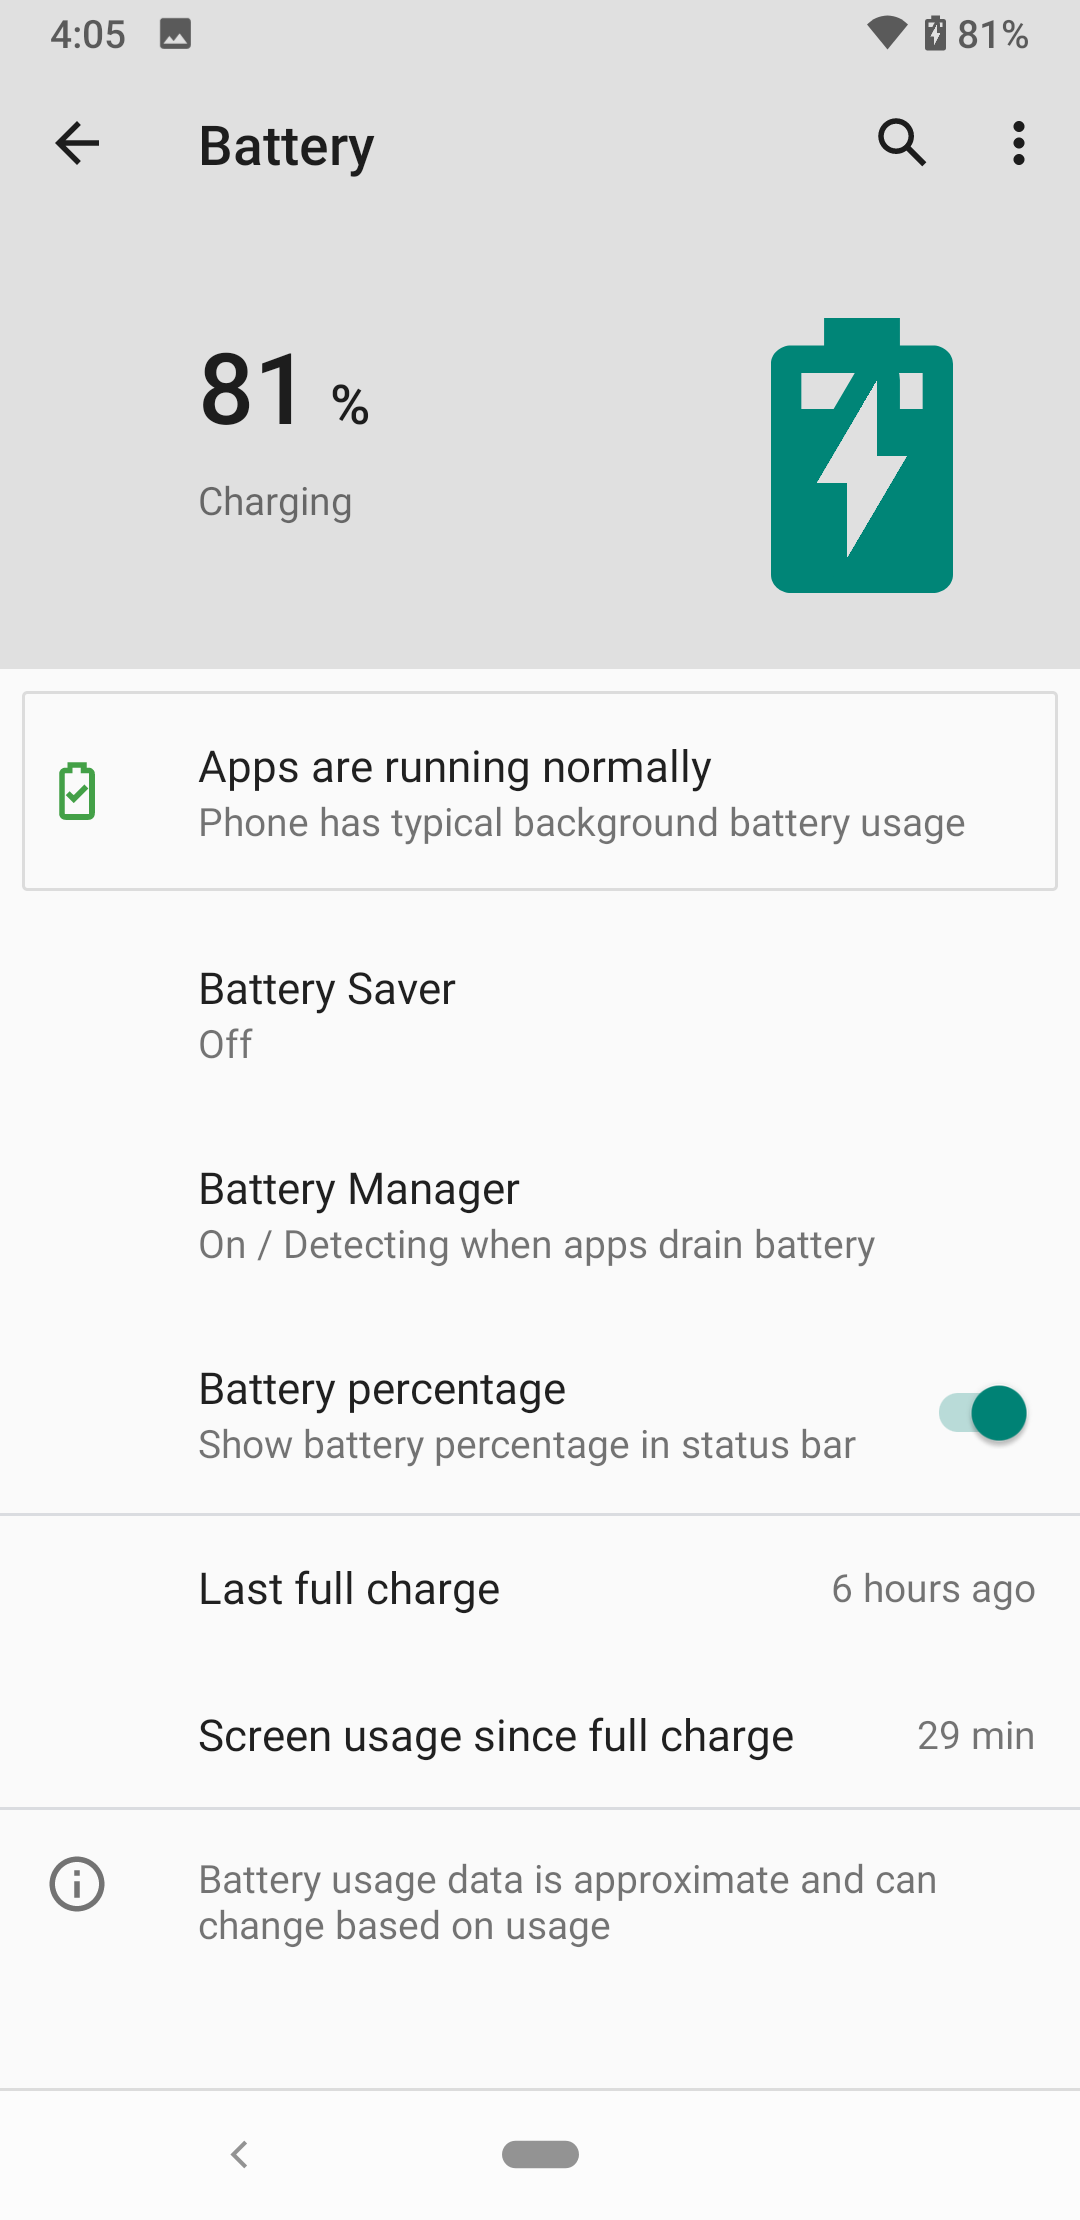 4:05 81%
Battery
81 %
Charging
Apps are running normally
Phone has typical background battery usage
Battery Saver
Off
Battery Manager
On / Detecting when apps drain battery
Battery percentage
Show battery percentage in status bar
Last full charge 6 hours ago
Screen usage since full charge 29 min
Battery usage data is approximate and can
change based on usage